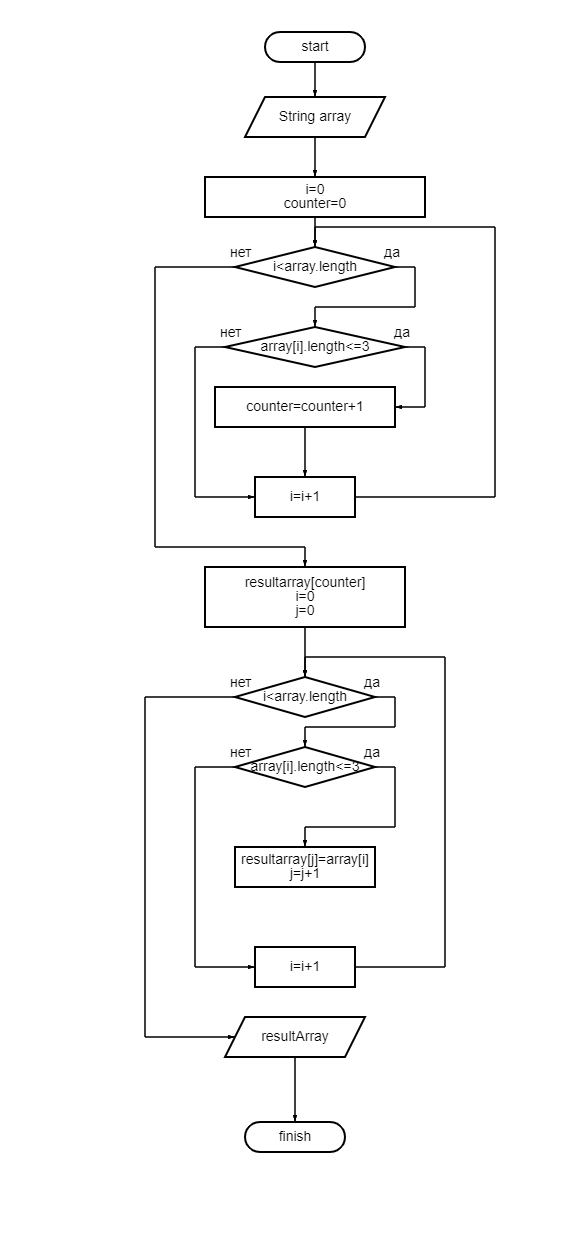 start
String array
i=0
counter=0
нет
да
i<array.length
нет
да
array[i].length<=3
counter=counter+1
i=i+1
resultarray[counter]
i=0
j=0
нет
да
i<array.length
нет
да
array[i].length<=3
resultarray[j]=array[i]
j=j+1
i=i+1
resultArray
finish